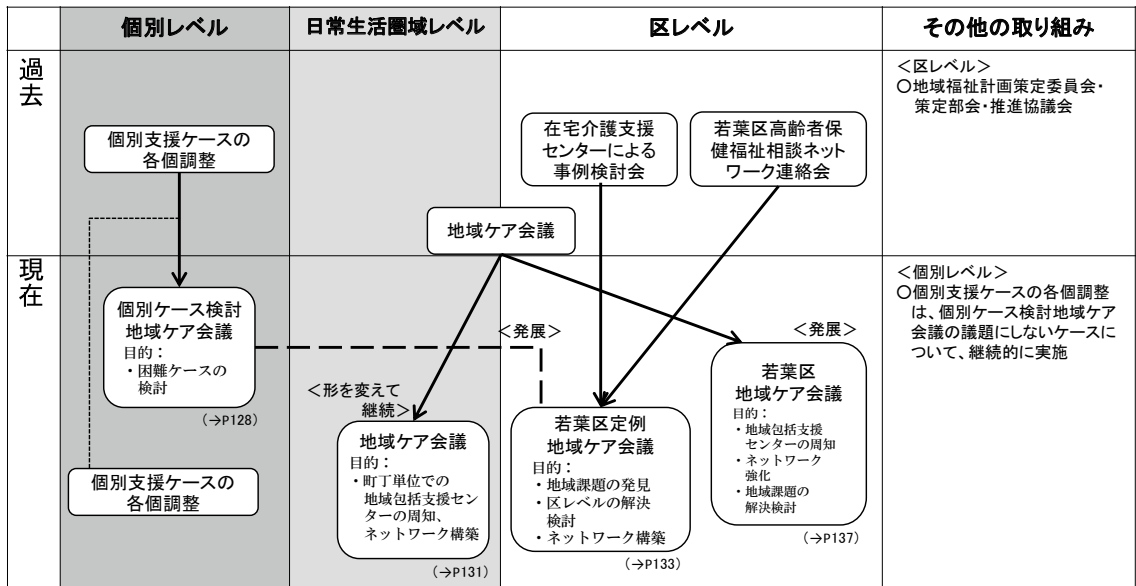 個別レベル
日常生活圏域レベル
区レベル
その他の取り組み
過去
個別支援ケースの
各個調整
在宅介護支援
センターによる
事例検討会
若葉区高齢者保
健福祉相談ネット
ワーク連絡会
地域ケア会議
＜区レベル＞
○地域福祉計画策定委員会・
策定部会・推進協議会
現在
個別ケース検討
地域ケア会議
目的：
・困難ケースの
検討
（→P128）
個別支援ケースの
各個調整
＜形を変えて
継続＞
地域ケア会議
目的：
・町丁単位での
地域包括支援セン
ターの周知、
ネットワーク構築
（→P131）
＜発展＞
若葉区定例
地域ケア会議
目的：
・地域課題の発見
・区レベルの解決
検討
・ネットワーク構築
（→P133）
＜発展＞
若葉区
地域ケア会議
目的：
・地域包括支援
センターの周知
・ネットワーク
強化
・地域課題の
解決検討
（→P137）
＜個別レベル＞
○個別支援ケースの各個調整
は、個別ケース検討地域ケア
会議の議題にしないケースに
ついて、継続的に実施